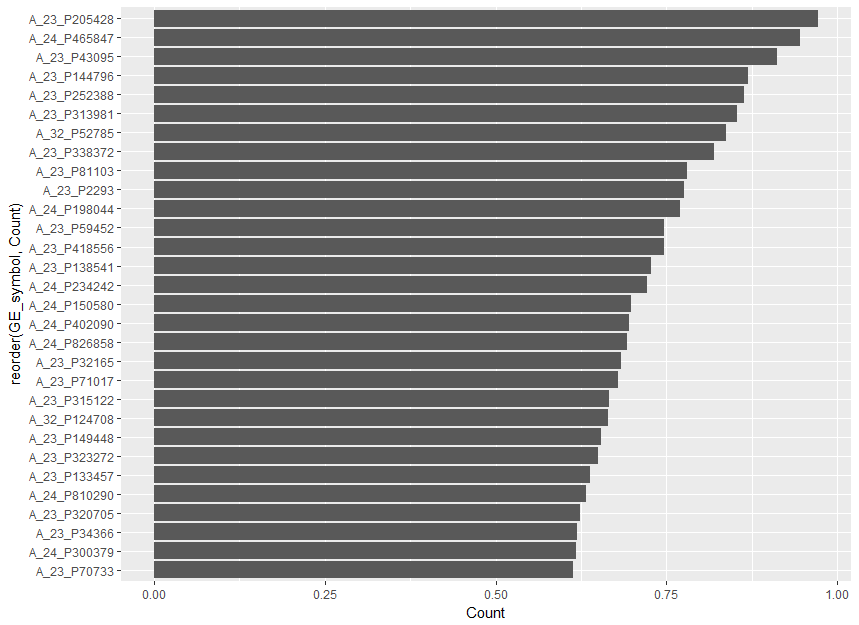 A_23_P205428
A_24_P465847
A_23_P43095
A_23_P144796
A_23_P252388
A_23_P313981
A_32_P52785
A_23_P338372
A_23_P81103
A_23_P2293
A_24_P198044
A_23_P59452
A_23_P418556
A_23_P138541
A_24_P234242
A_24_P150580
A_24_P402090
A_24_P826858
A_23_P32165
A_23_P71017
A_23_P315122
A_32_P124708
A_23_P149448
A_23_P323272
A_23_P133457
A_24_P810290
A_23_P320705
A_23_P34366
A_24_P300379
A_23_P70733
reorder(GE_symbol, Count)
0.00 0.25 0.50 0.75 1.00
Count